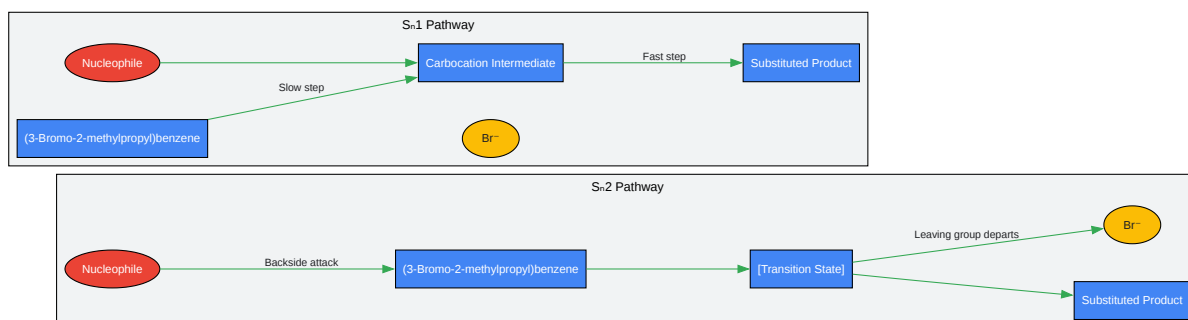 Sₙ1 Pathway
Nucleophile
Carbocation Intermediate
Fast step
Substituted Product
Slow step
(3-Bromo-2-methylpropyl)benzene
Br⁻
Sₙ2 Pathway
Leaving group departs
Br⁻
Nucleophile
Backside attack
(3-Bromo-2-methylpropyl)benzene
[Transition State]
Substituted Product